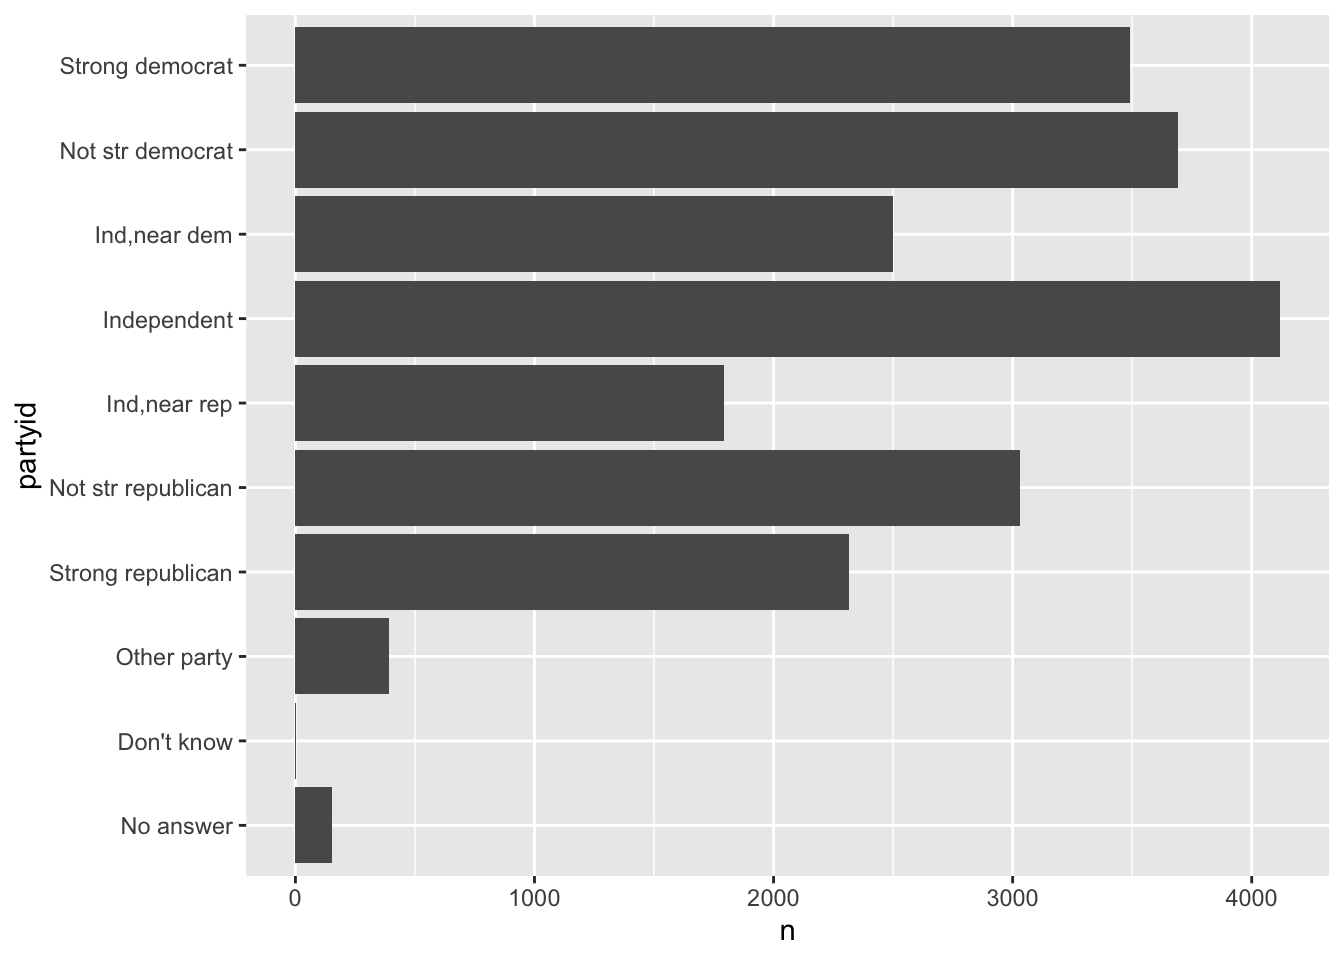 Strong democrat
Not str democrat
Ind,near dem
Independent
Ind,near rep
Not str republican
Strong republican
Other party
Don't know
No answer
partyid
0 1000 2000 3000 4000
n